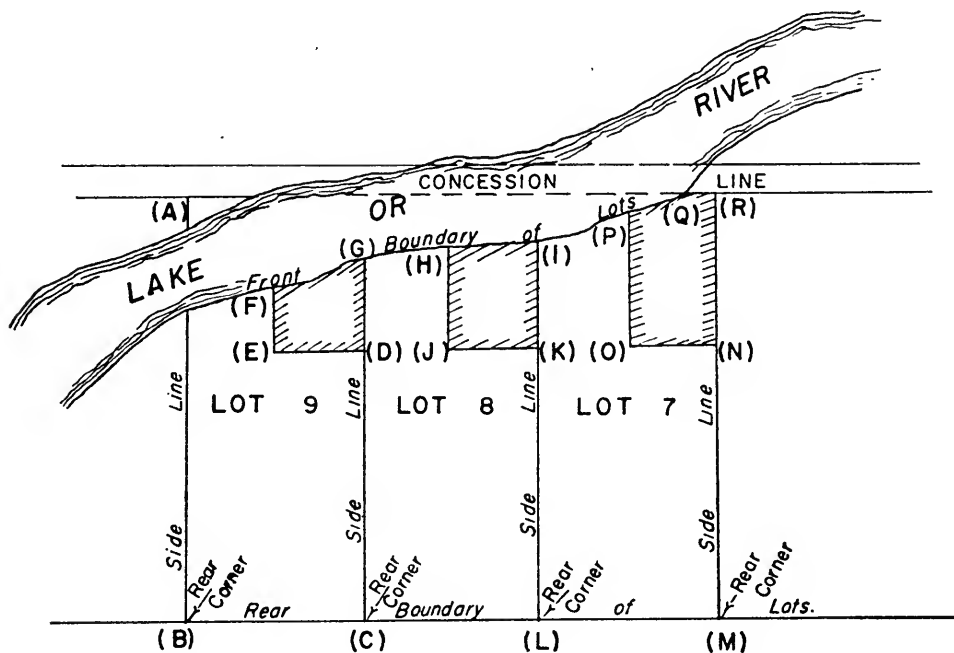 RIVER
CONCESSION LINE
(A) OR Lots (Q) (R)
(P)
(G) Boundary of
(H) (I)
LAKE
Front
(F)
(E) (D) (J) (K) (O) (N)
LOT 9 LOT 8 LOT 7
Line Line Line Line
Side Side Side Side
Rear Corner Rear Corner Rear Corner Rear Corner
Rear Boundary of Lots.
(B) (C) (L) (M)